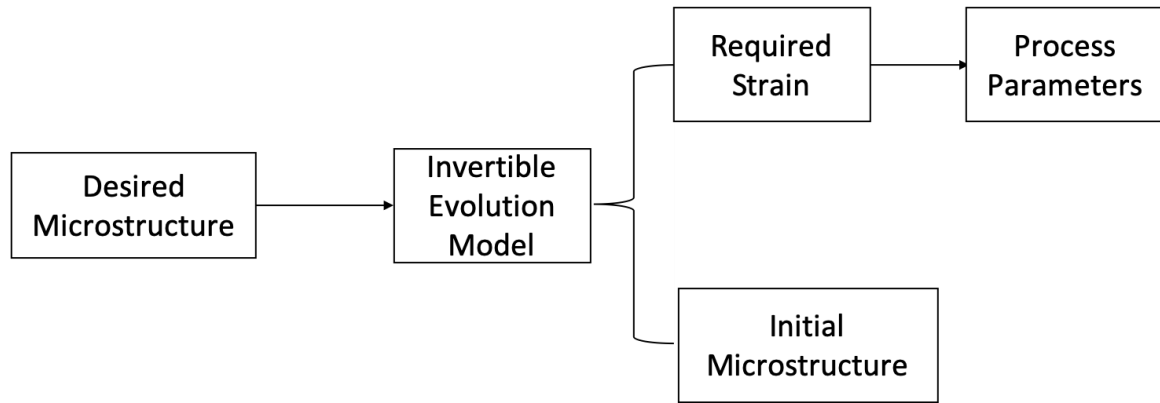 Desired
Microstructure
Invertible
Evolution
Model
Required
Strain
Process
Parameters
Initial
Microstructure